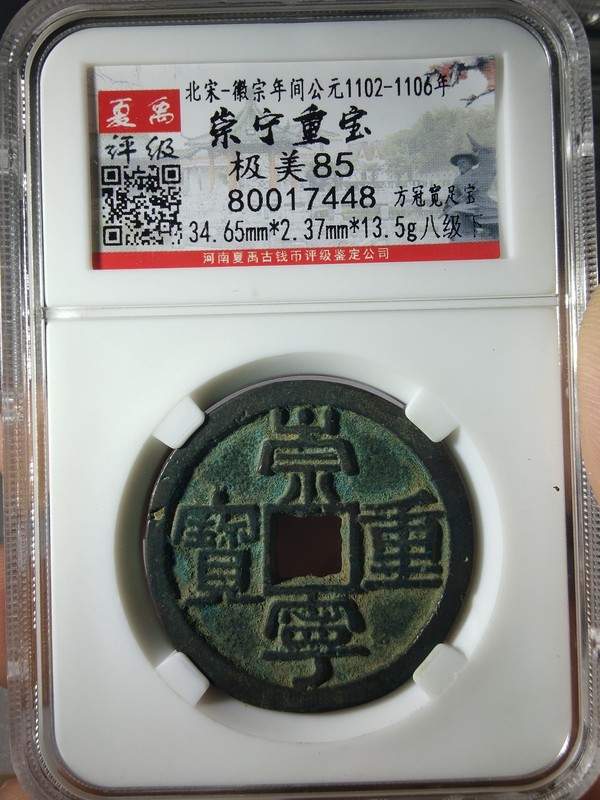 北宋-徽宗年间公元1102-1106年
夏禹
评级
崇宁重宝
极美85
80017448 方冠宽足宝
34.65mm*2.37mm*13.5g八级下
河南夏禹古钱币评级鉴定公司
崇
寶 重
寧